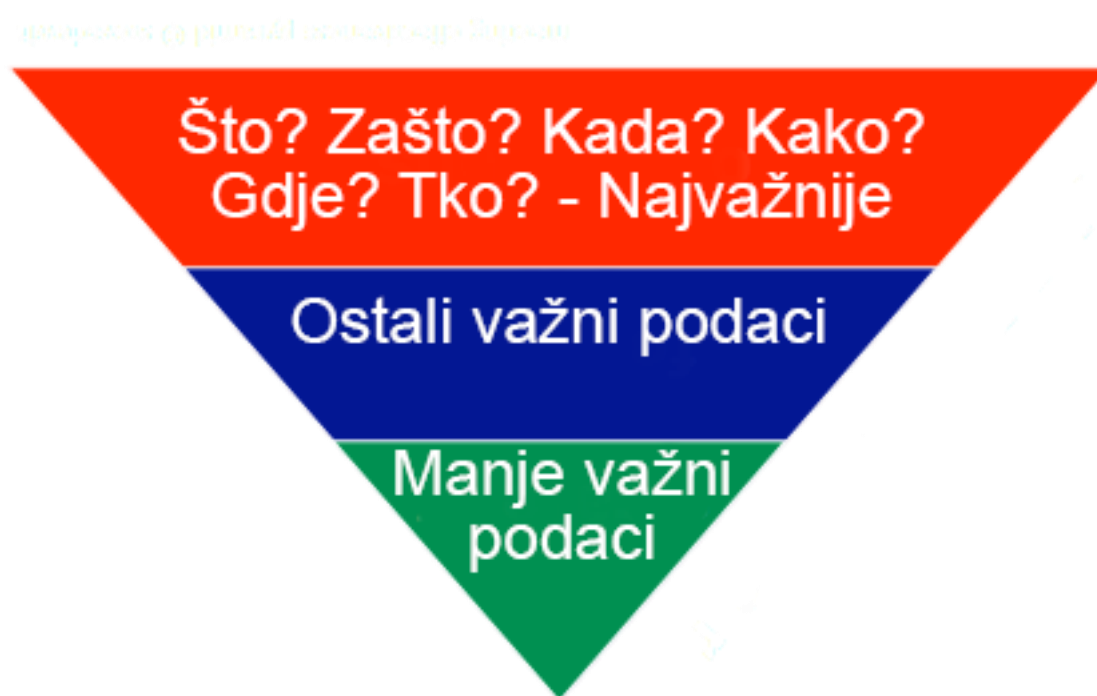 Što? Zašto? Kada? Kako?
Gdje? Tko? - Najvažnije
Ostali važni podaci
Manje važni
podaci